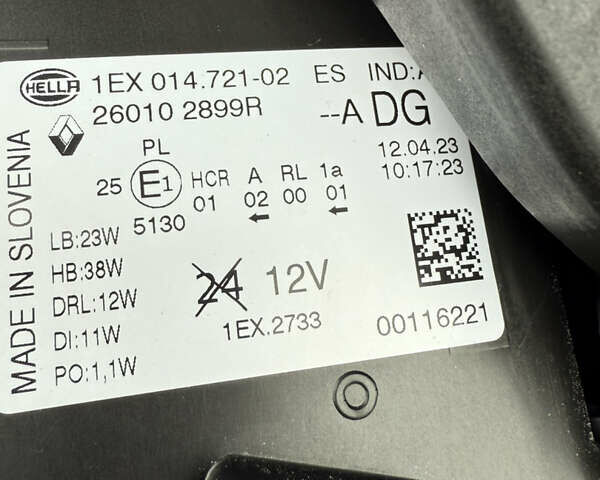 HELLA 1EX 014.721-02 ES IND:A
26010 2899R --A DG
PL
12.04.23
10:17:23
25 E1 HCR A RL 1a
01 02 00 01
5130
MADE IN SLOVENIA
LB:23W
HB:38W
DRL:12W
DI:11W
PO:1,1W
24 12V
1EX.2733
00116221